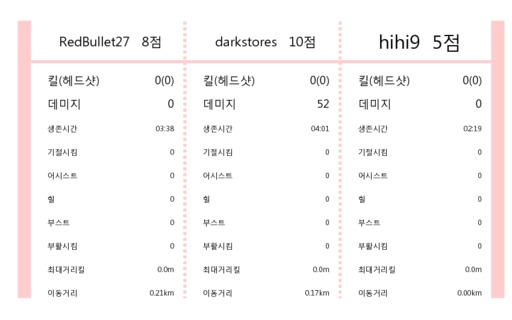 RedBullet27 8점 darkstores 10점 hihi9 5점
킬(헤드샷) 0(0) 킬(헤드샷) 0(0) 킬(헤드샷) 0(0)
데미지 0 데미지 52 데미지 0
생존시간 03:38 생존시간 04:01 생존시간 02:19
기절시킴 0 기절시킴 0 기절시킴 0
어시스트 0 어시스트 0 어시스트 0
힐 0 힐 0 힐 0
부스트 0 부스트 0 부스트 0
부활시킴 0 부활시킴 0 부활시킴 0
최대거리킬 0.0m 최대거리킬 0.0m 최대거리킬 0.0m
이동거리 0.21km 이동거리 0.17km 이동거리 0.00km